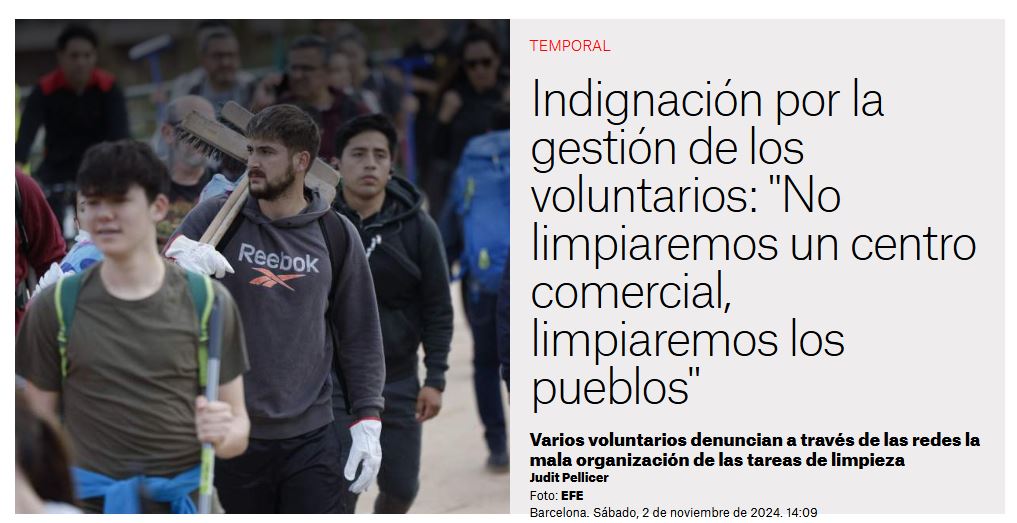 Reebok
TEMPORAL
Indignación por la
gestión de los
voluntarios: "No
limpiaremos un centro
comercial,
limpiaremos los
pueblos"
Varios voluntarios denuncian a través de las redes la
mala organización de las tareas de limpieza
Judit Pellicer
Foto: EFE
Barcelona. Sábado, 2 de noviembre de 2024. 14:09